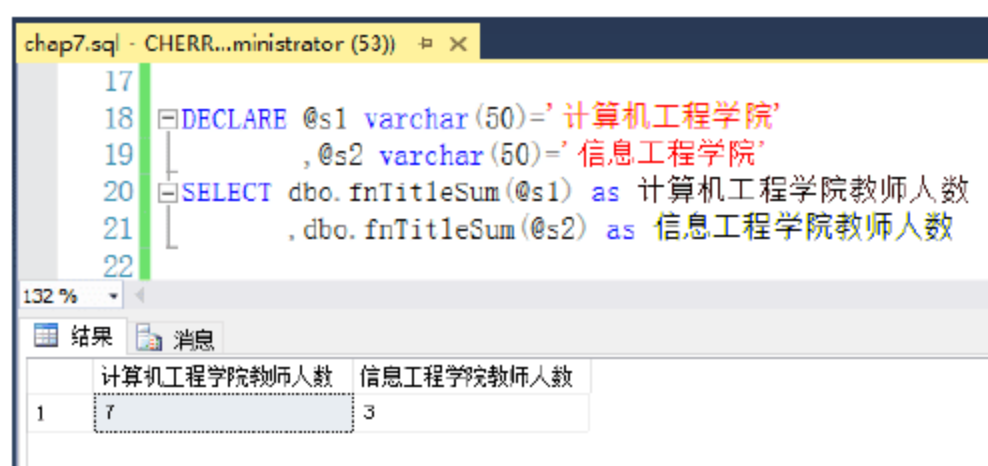 chap7.sql - CHERR...ministrator (53))
17
18 DECLARE @s1 varchar(50)='计算机工程学院'
19 ,@s2 varchar(50)='信息工程学院'
20 SELECT dbo.fnTitleSum(@s1) as 计算机工程学院教师人数
21 ,dbo.fnTitleSum(@s2) as 信息工程学院教师人数
22
132 %
结果 消息
计算机工程学院教师人数 信息工程学院教师人数
1 7 3